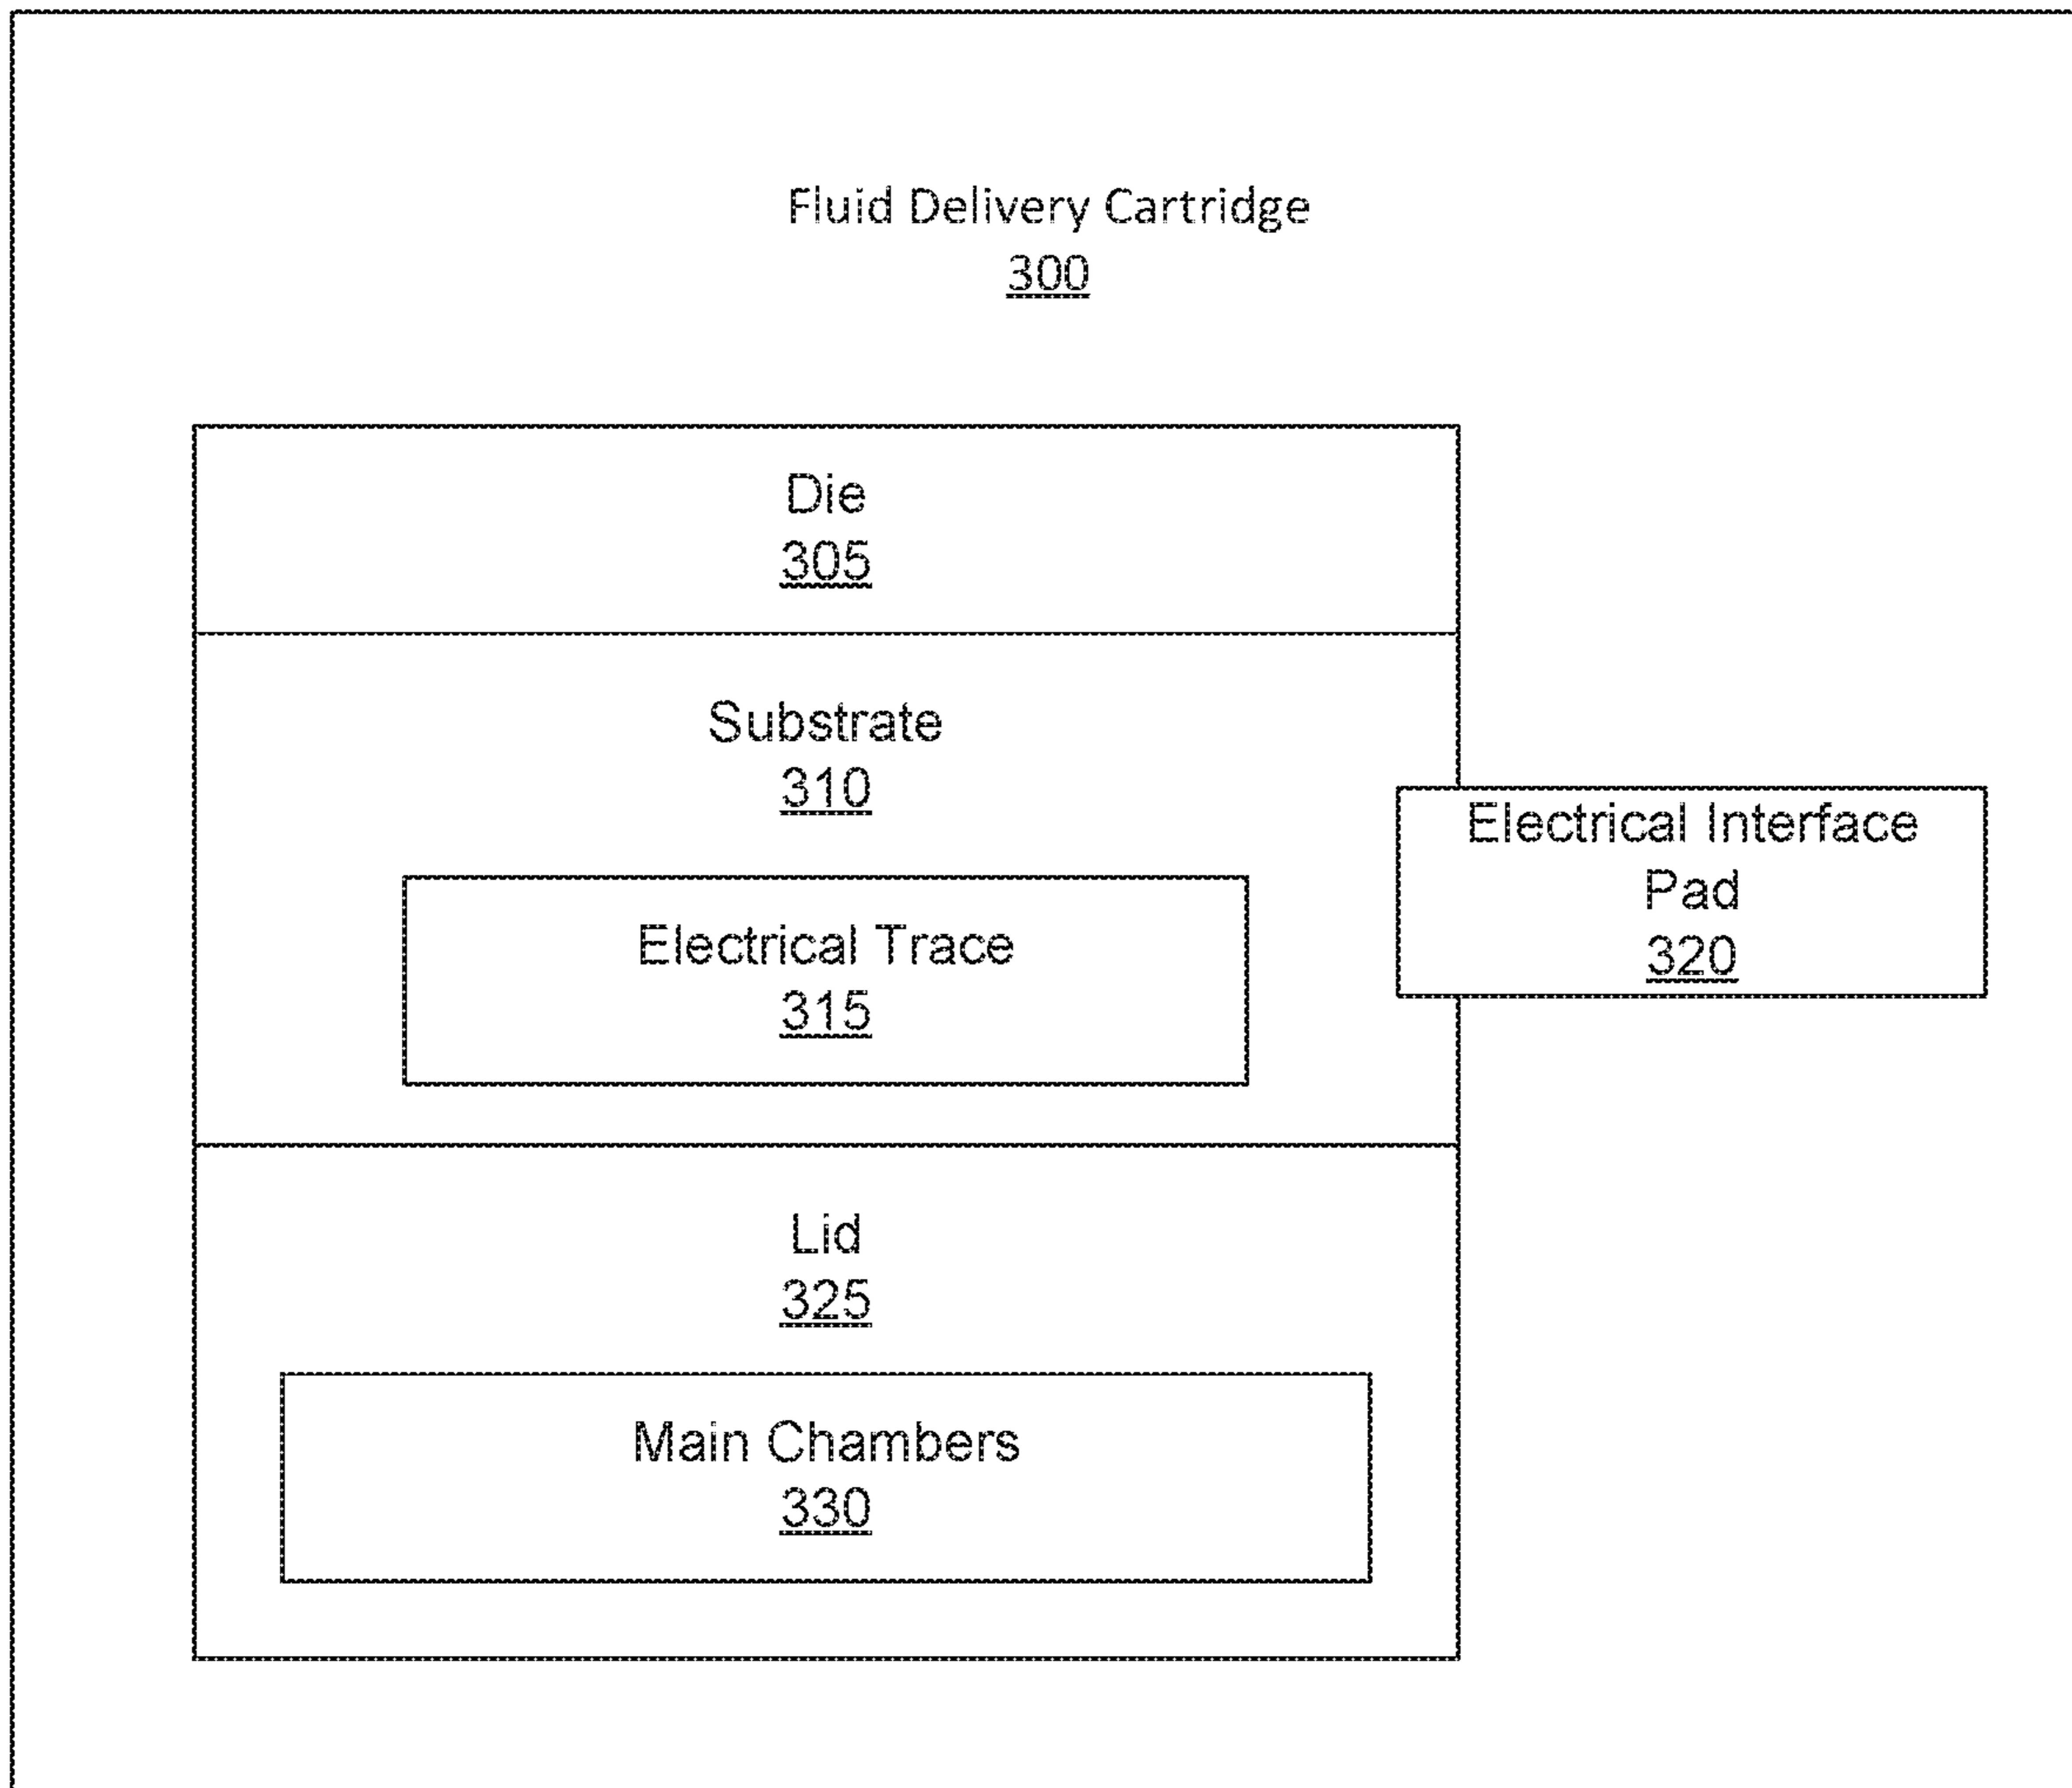 Fluid Delivery Cartridge
300
Die
305
Substrate
310
Electrical Interface
Pad
320
Electrical Trace
315
Lid
325
Main Chambers
330